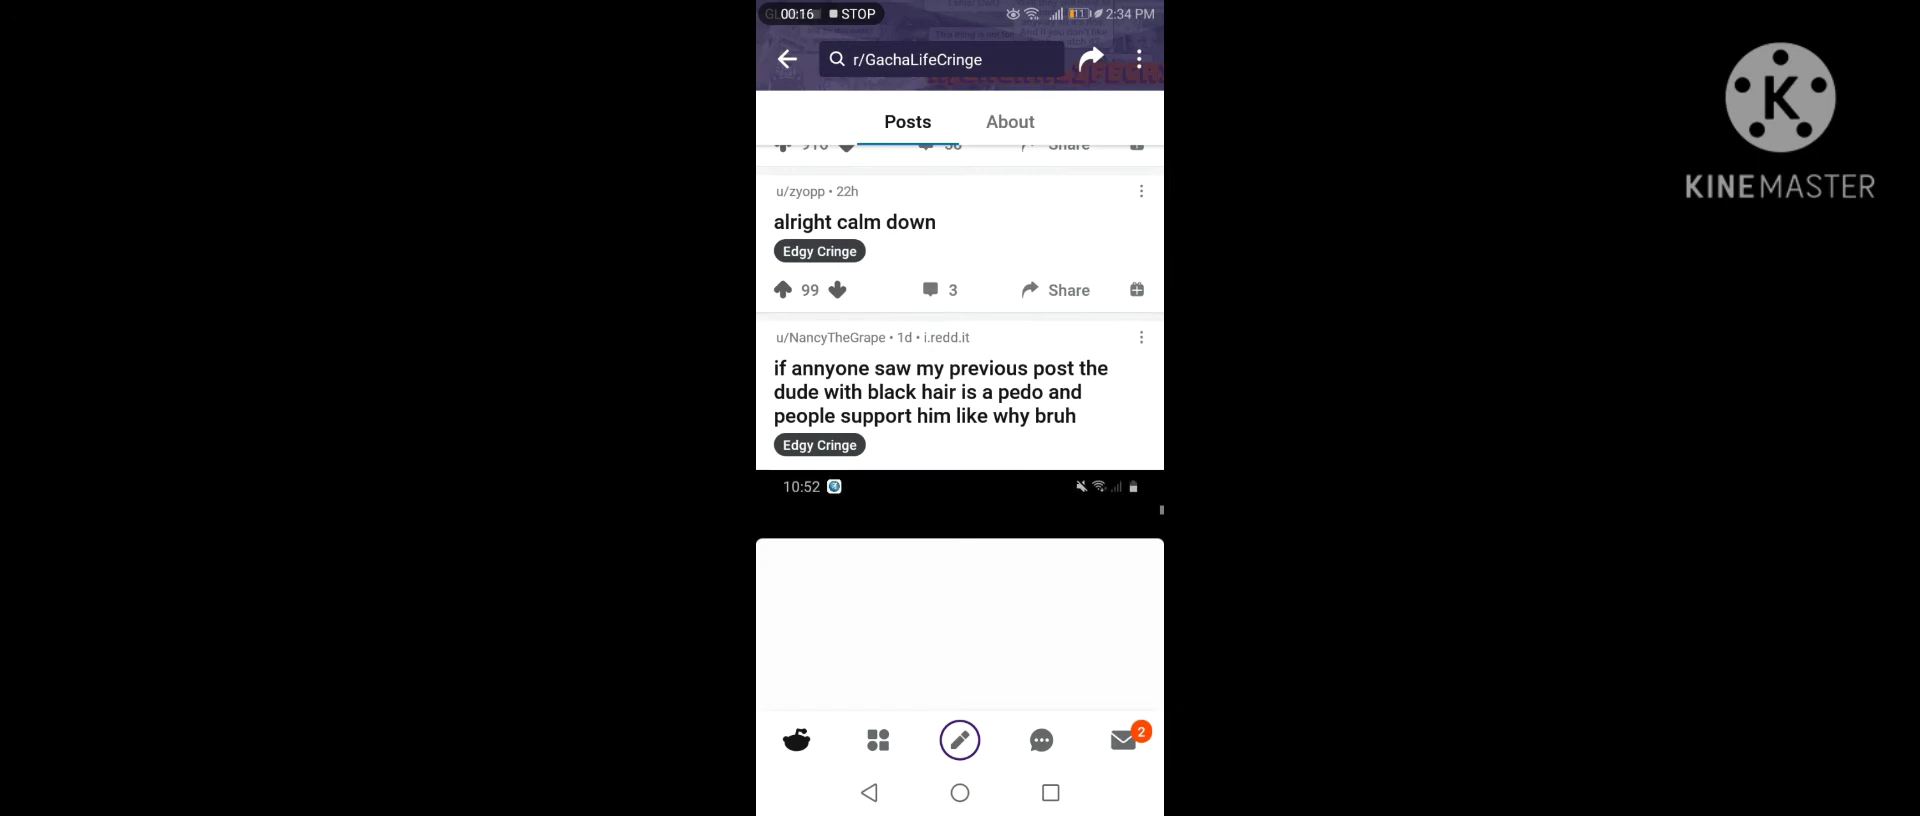 00:16 STOP
11 2:34 PM
r/GachaLifeCringe
Posts About
Share
u/zyopp • 22h
alright calm down
Edgy Cringe
99 3 Share
u/NancyTheGrape • 1d • i.redd.it
if annyone saw my previous post the
dude with black hair is a pedo and
people support him like why bruh
Edgy Cringe
10:52
2
KINEMASTER